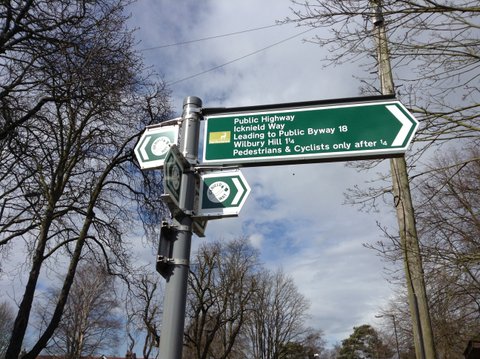 Public Highway
Icknield Way
Leading to Public Byway 18
Wilbury Hill 1¼
Pedestrians & Cyclists only after ¼